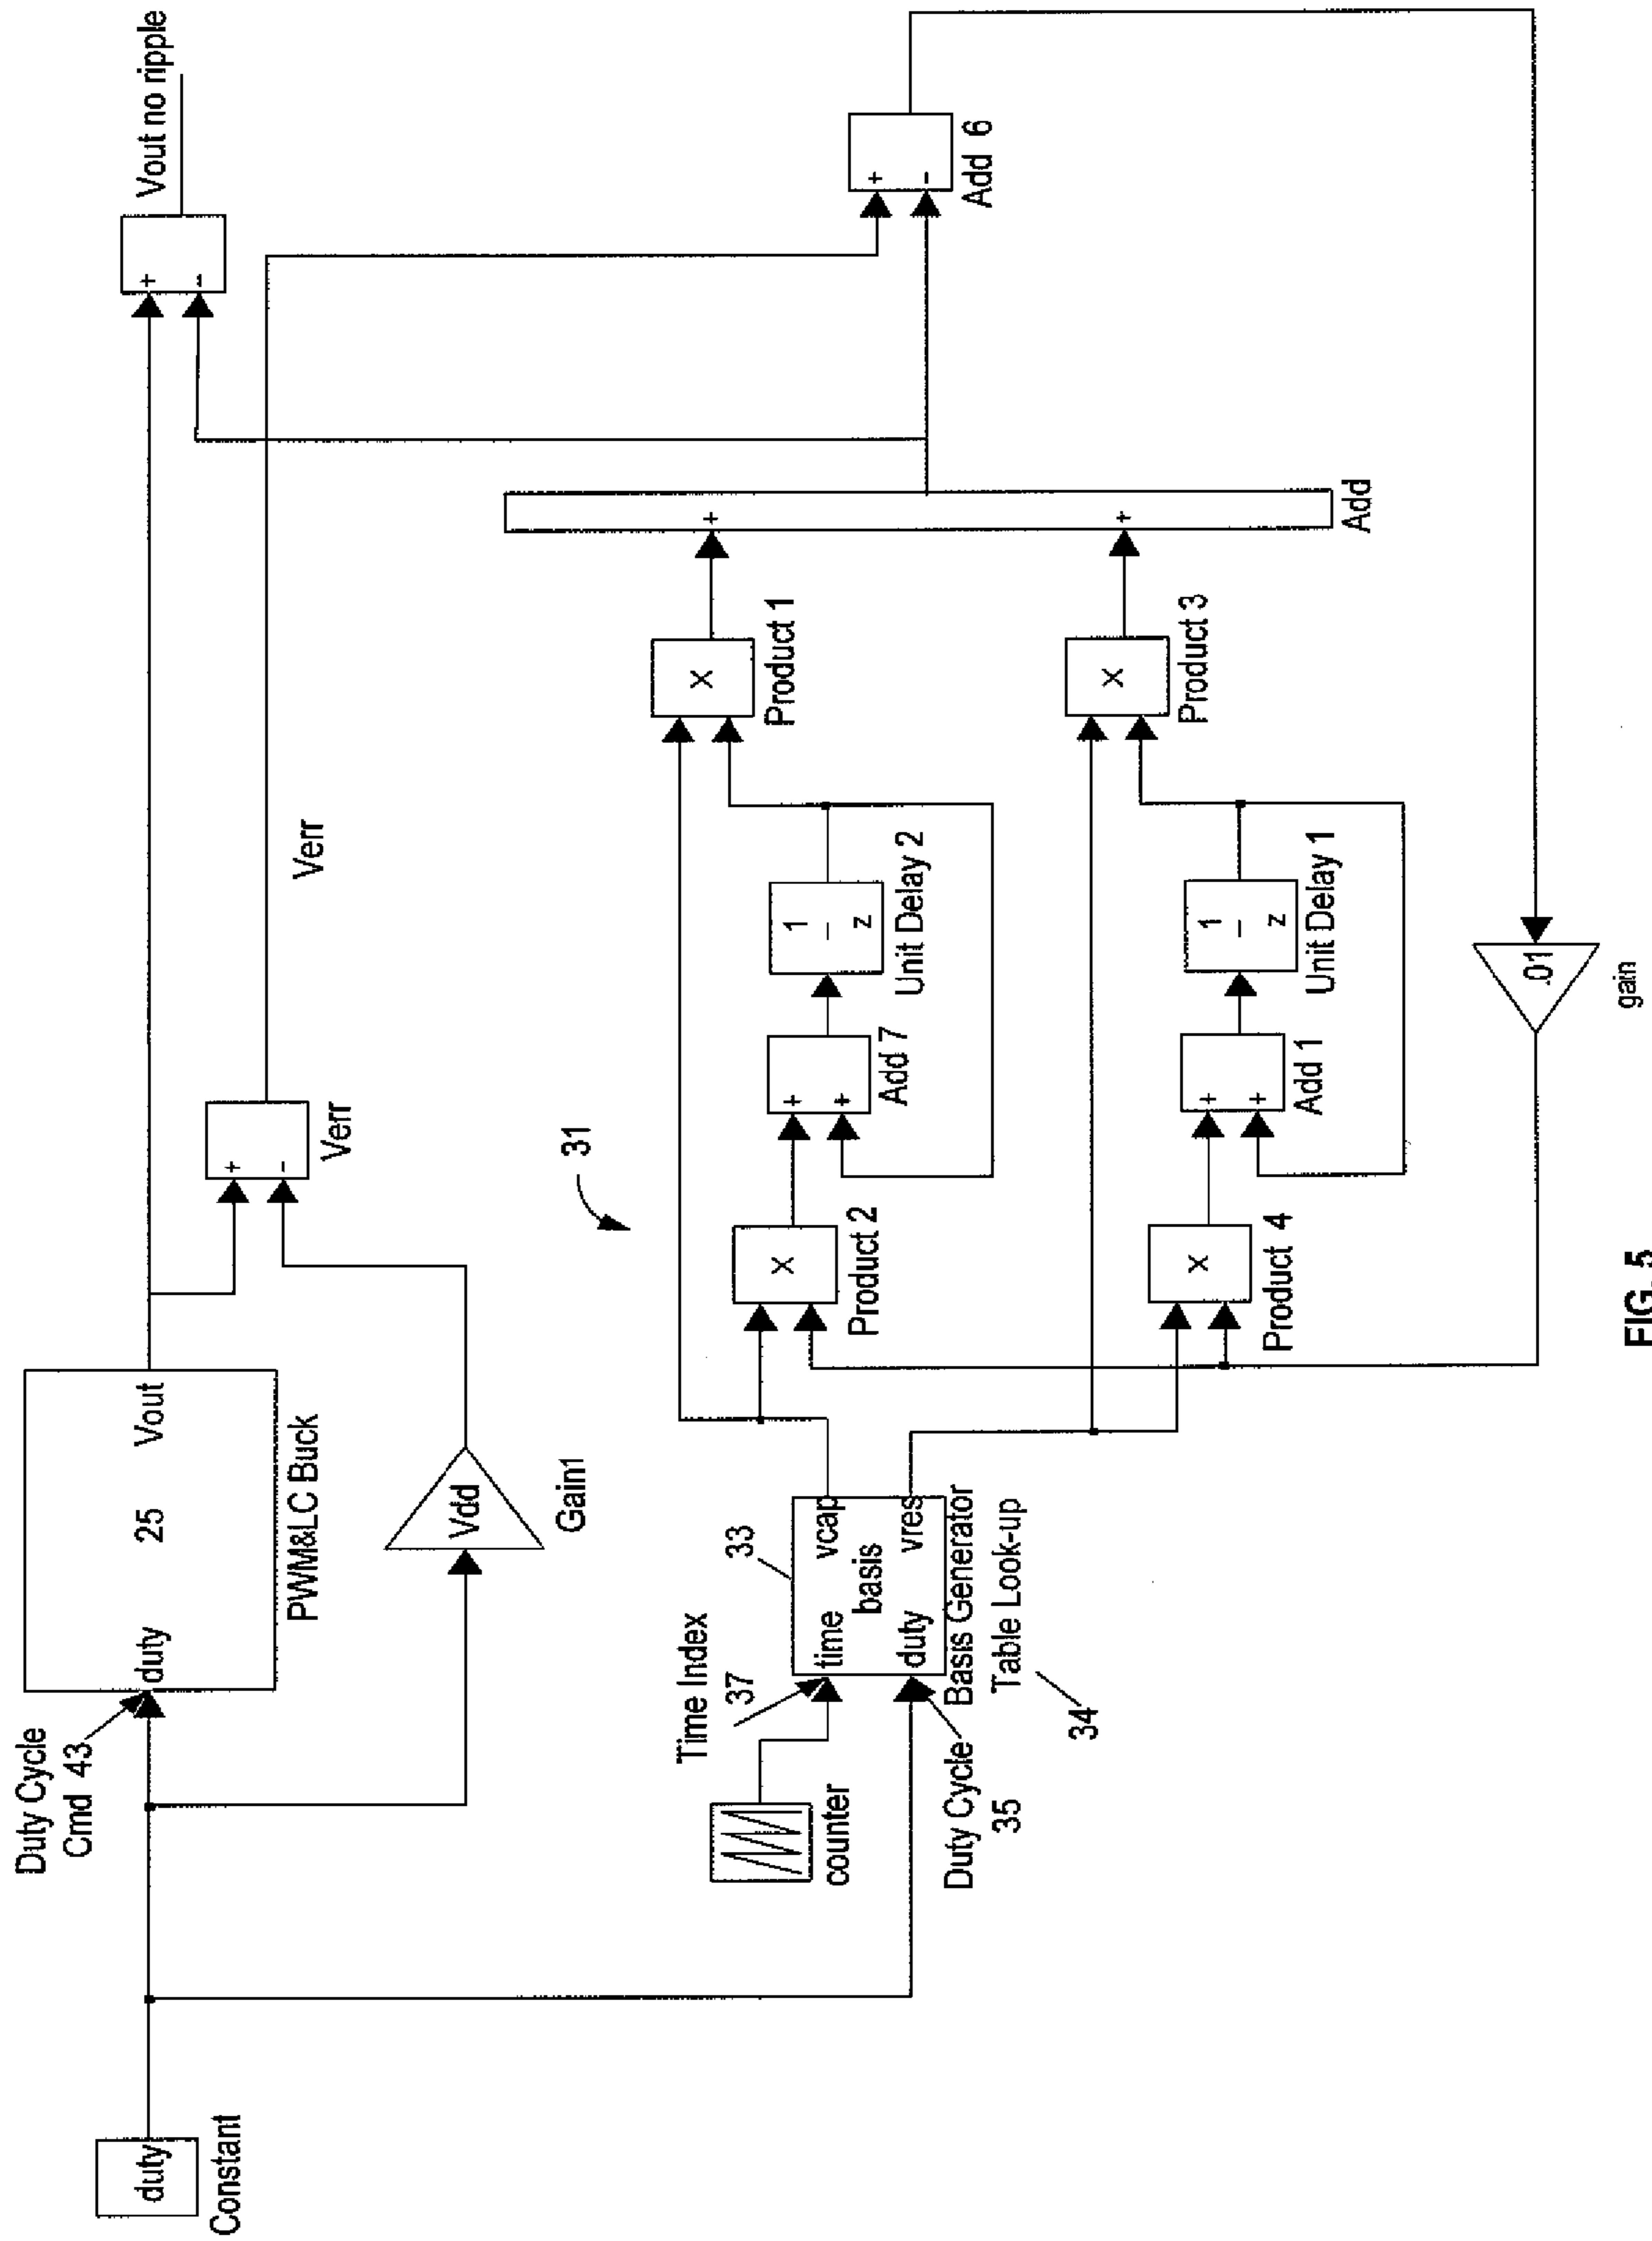 duty
Constant
Duty Cycle
Cmd 43
duty
25
Vout
PWM&LC Buck
Vdd
Gain1
+
-
Verr
Verr
+
-
Vout no ripple
counter
Time Index
37
33
time
vcap
basis
duty
vres
Duty Cycle
35
Basis Generator
Table Look-up
34
31
X
Product 2
+
+
Add 7
1
-
z
Unit Delay 2
X
Product 1
X
Product 4
+
+
Add 1
1
-
z
Unit Delay 1
X
Product 3
+
+
Add
+
-
Add 6
.01
gain
FIG. 5